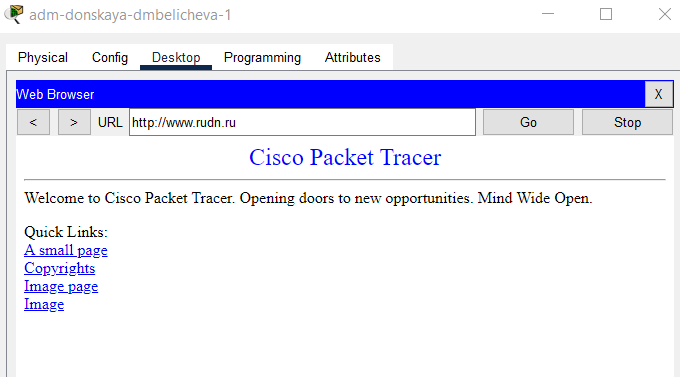 adm-donskaya-dmbelicheva-1
Physical Config Desktop Programming Attributes
Web Browser X
< > URL http://www.rudn.ru Go Stop
Cisco Packet Tracer
Welcome to Cisco Packet Tracer. Opening doors to new opportunities. Mind Wide Open.
Quick Links:
A small page
Copyrights
Image page
Image